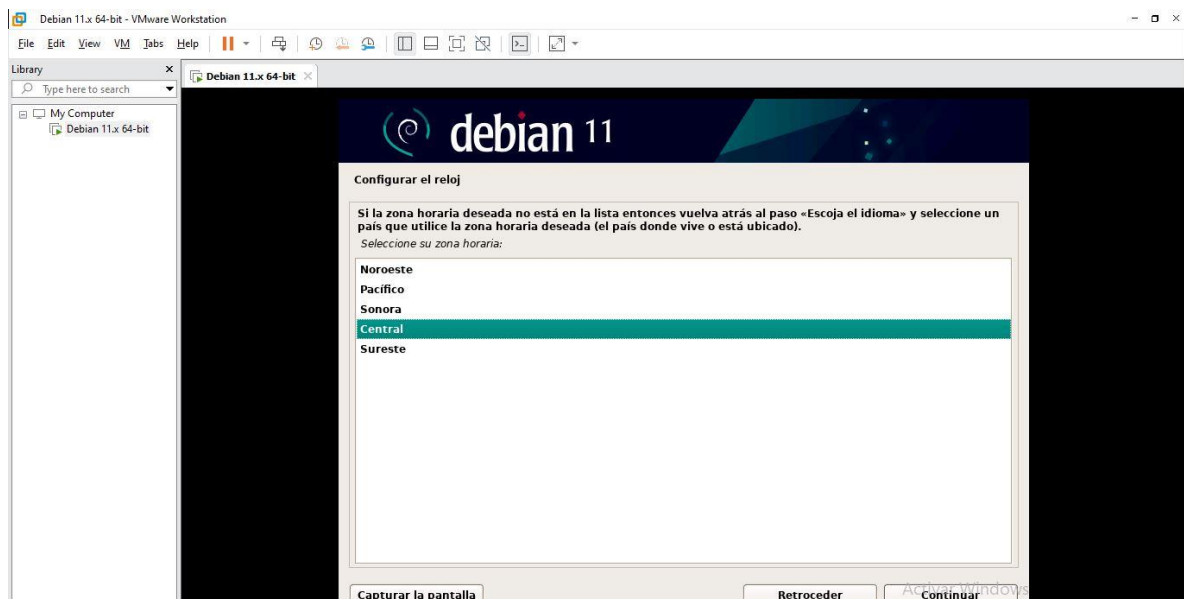 Debian 11.x 64-bit - VMware Workstation
File Edit View VM Tabs Help
Library
Type here to search
My Computer
Debian 11.x 64-bit
Debian 11.x 64-bit
debian 11
Configurar el reloj
Si la zona horaria deseada no está en la lista entonces vuelva atrás al paso «Escoja el idioma» y seleccione un
país que utilice la zona horaria deseada (el país donde vive o está ubicado).
Seleccione su zona horaria:
Noroeste
Pacífico
Sonora
Central
Sureste
Capturar la pantalla
Retroceder
Continuar
Activar Windows